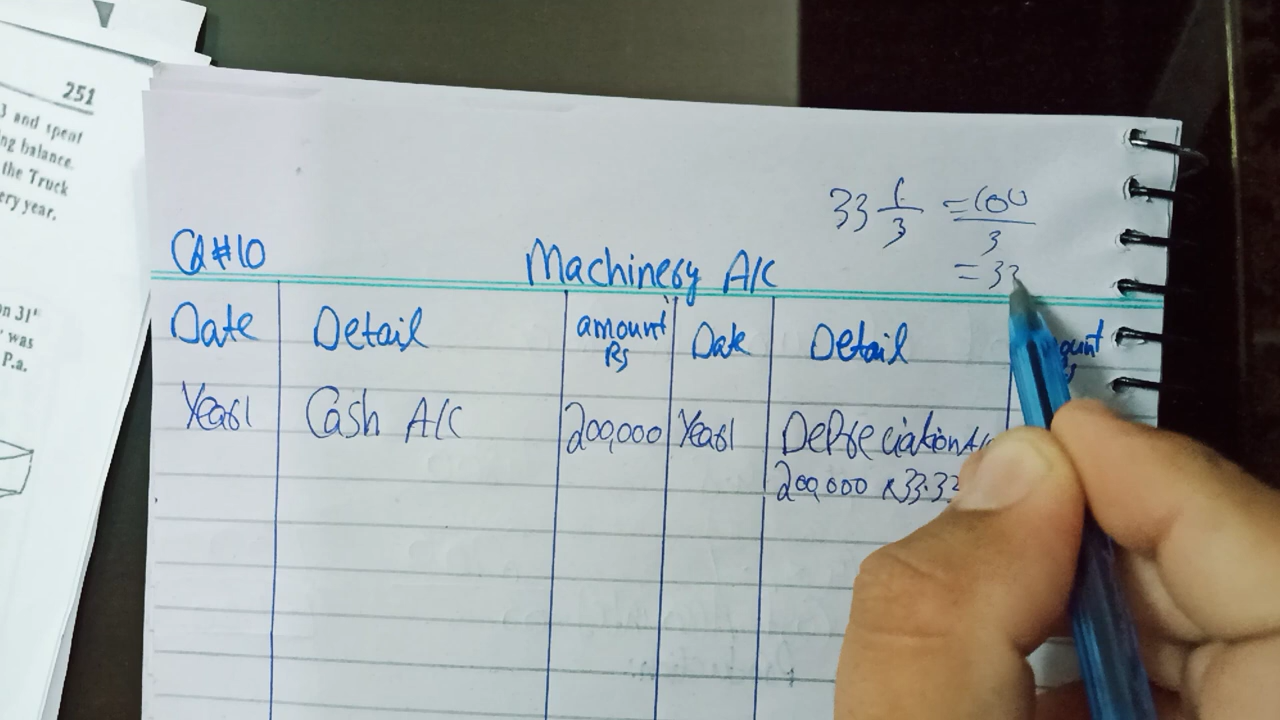 251
3 and spent
ng balance.
the Truck
ery year.
on 31
was
P.a.
33 1/3 = 100/3
= 33
Q#10
Machinery A/C
Date Detail amount Rs Date Detail
Year1 Cash A/C 200,000 Year1 Depreciation A/c
200,000 x 33.33